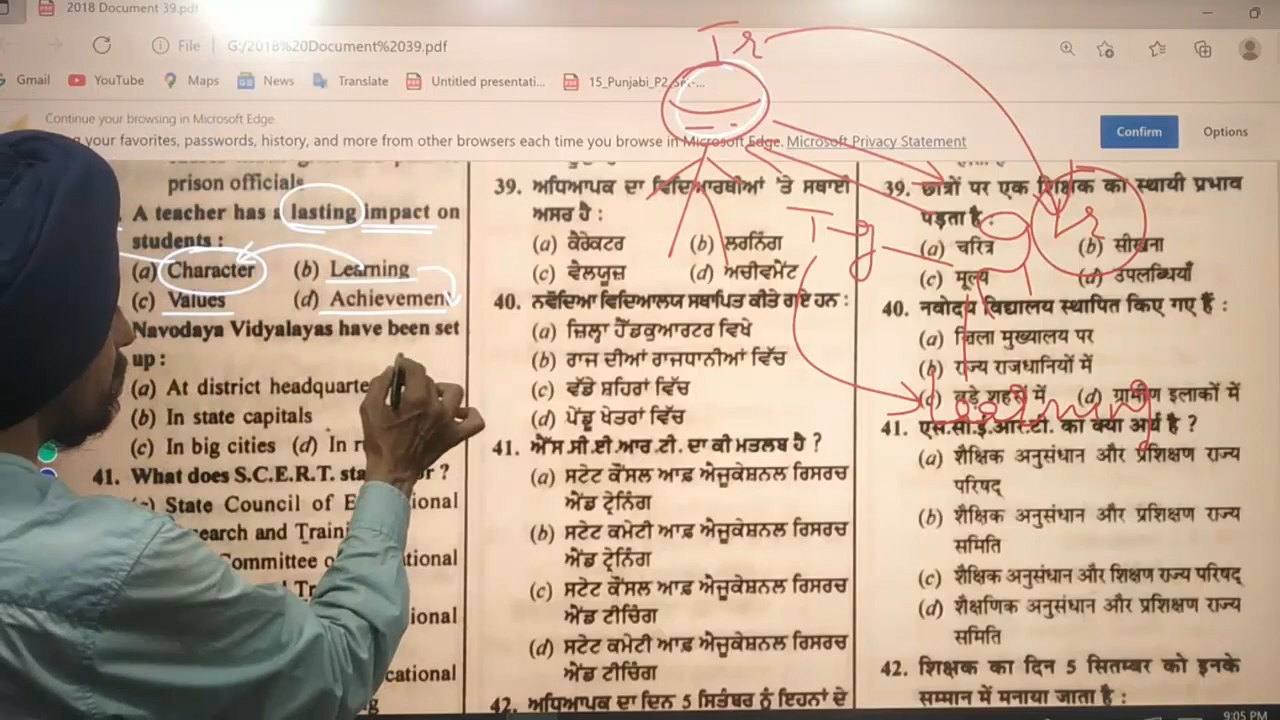 2018 Document 39.pdf
File G:/2018%20Document%2039.pdf
Gmail YouTube Maps News Translate Untitled presentati... 15_Punjabi_P2
Continue your browsing in Microsoft Edge.
your favorites, passwords, history, and more from other browsers each time you browse in Microsoft Edge. Microsoft Privacy Statement
Confirm Options
Tr
prison officials
A teacher has a lasting impact on
students :
(a) Character (b) Learning
(c) Values (d) Achievement
Navodaya Vidyalayas have been set
up :
(a) At district
(b) In state capitals
(c) In big cities (d) In
41. What does S.C.E.R.T. ?
State Council of
and
39. ਅਧਿਆਪਕ ਦਾ ਵਿਦਿਆਰਥੀਆਂ 'ਤੇ ਸਥਾਈ
ਅਸਰ ਹੈ :
(a) ਕੈਰੇਕਟਰ (b) ਲਰਨਿੰਗ
(c) ਵੈਲਯੂਜ਼ (d) ਅਚੀਵਮੈਂਟ
40. ਨਵੋਦਿਆ ਵਿਦਿਆਲਯ ਸਥਾਪਿਤ ਕੀਤੇ ਗਏ ਹਨ :
(a) ਜ਼ਿਲ੍ਹਾ ਹੈੱਡਕੁਆਰਟਰ ਵਿਖੇ
(b) ਰਾਜ ਦੀਆਂ ਰਾਜਧਾਨੀਆਂ ਵਿੱਚ
(c) ਵੱਡੇ ਸ਼ਹਿਰਾਂ ਵਿੱਚ
(d) ਪੇਂਡੂ ਖੇਤਰਾਂ ਵਿੱਚ
41. ਐੱਸ.ਸੀ.ਈ.ਆਰ.ਟੀ. ਦਾ ਕੀ ਮਤਲਬ ਹੈ ?
(a) ਸਟੇਟ ਕੌਂਸਲ ਆਫ਼ ਐਜੂਕੇਸ਼ਨਲ ਰਿਸਰਚ
ਐਂਡ ਟ੍ਰੇਨਿੰਗ
(b) ਸਟੇਟ ਕਮੇਟੀ ਆਫ਼ ਐਜੂਕੇਸ਼ਨਲ ਰਿਸਰਚ
ਐਂਡ ਟ੍ਰੇਨਿੰਗ
(c) ਸਟੇਟ ਕੌਂਸਲ ਆਫ਼ ਐਜੂਕੇਸ਼ਨਲ ਰਿਸਰਚ
ਐਂਡ ਟੀਚਿੰਗ
(d) ਸਟੇਟ ਕਮੇਟੀ ਆਫ਼ ਐਜੂਕੇਸ਼ਨਲ ਰਿਸਰਚ
ਐਂਡ ਟੀਚਿੰਗ
42. ਅਧਿਆਪਕ ਦਾ ਦਿਨ 5 ਸਤੰਬਰ ਨੂੰ ਇਹਨਾਂ ਦੇ
39. छात्रों पर एक शिक्षक का स्थायी प्रभाव
पड़ता है :
(a) चरित्र (b) सीखना
(c) मूल्य (d) उपलब्धियाँ
40. नवोदय विद्यालय स्थापित किए गए हैं :
(a) जिला मुख्यालय पर
(b) राज्य राजधानियों में
(c) बड़े शहरों में (d) ग्रामीण इलाकों में
Learning
41. एस.सी.इ.आर.टी. का क्या अर्थ है ?
(a) शैक्षिक अनुसंधान और प्रशिक्षण राज्य
परिषद्
(b) शैक्षिक अनुसंधान और प्रशिक्षण राज्य
समिति
(c) शैक्षिक अनुसंधान और शिक्षण राज्य परिषद्
(d) शैक्षणिक अनुसंधान और प्रशिक्षण राज्य
समिति
42. शिक्षक का दिन 5 सितम्बर को इनके
सम्मान में मनाया जाता है :
9:05 PM